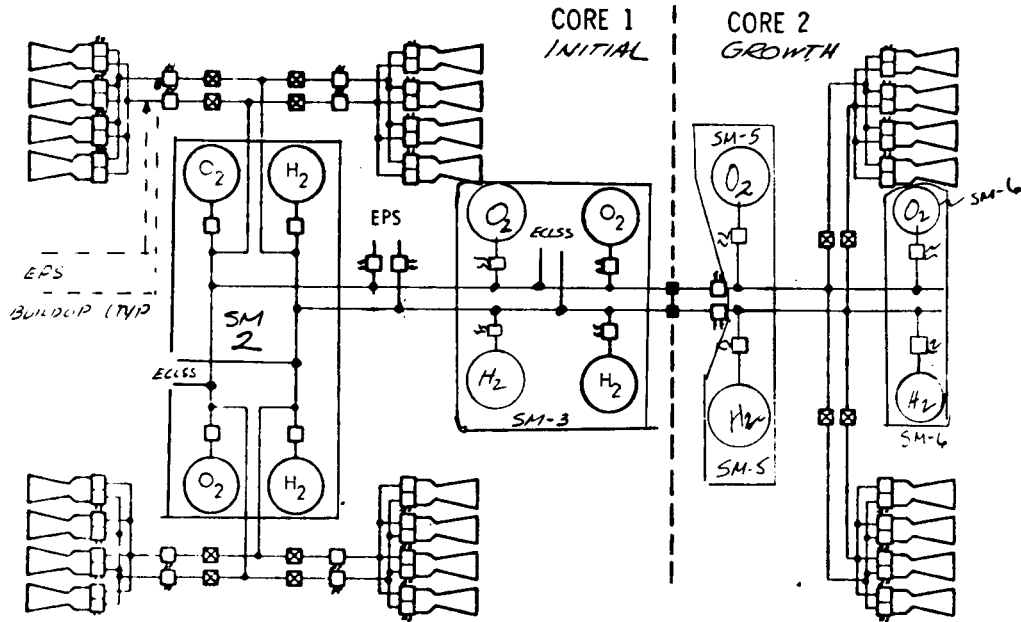 CORE 1
INITIAL
CORE 2
GROWTH
SM-5
O2
H2
O2
O2
O2
O2
SM-6
EPS
ECLSS
EPS
BUILDUP (TYP
SM
2
ECLSS
H2
H2
H2
H2
SM-3
SM-5
SM-6
O2
H2